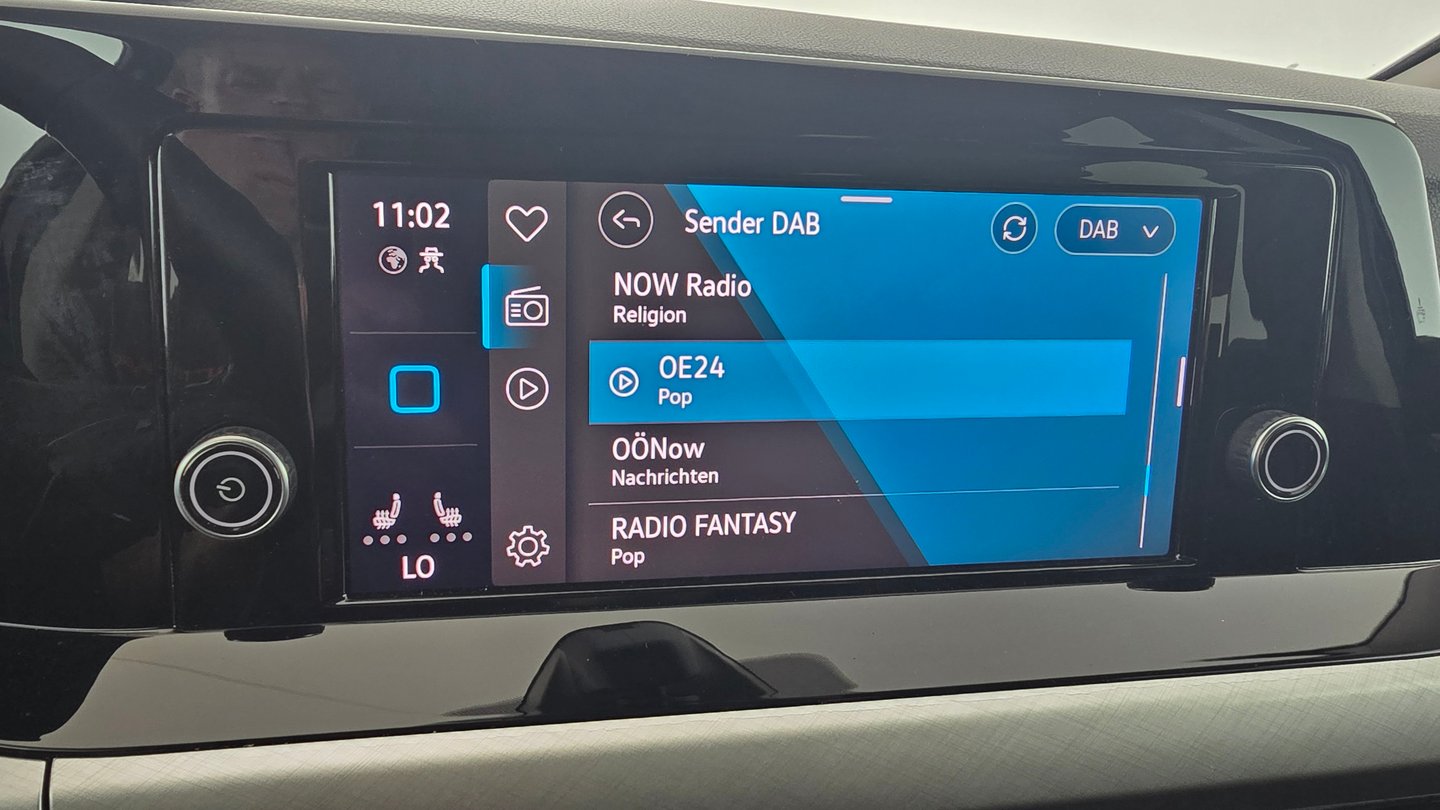 11:02
Sender DAB
DAB
NOW Radio
Religion
OE24
Pop
OÖNow
Nachrichten
RADIO FANTASY
Pop
LO